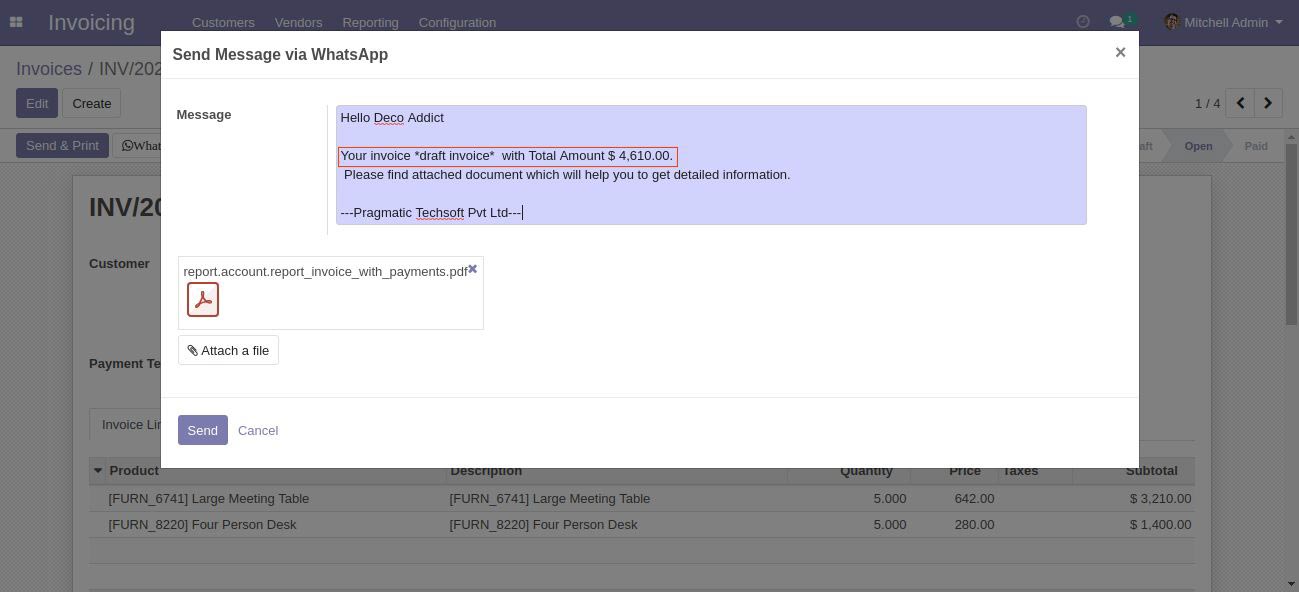 Invoicing
Customers
Vendors
Reporting
Configuration
1
Mitchell Admin
Send Message via WhatsApp
×
Invoices / INV/202
Edit
Create
1 / 4
Send & Print
What
aft
Open
Paid
Message
Hello Deco Addict
Your invoice *draft invoice*  with Total Amount $ 4,610.00.
Please find attached document which will help you to get detailed information.
---Pragmatic Techsoft Pvt Ltd---
INV/20
Customer
report.account.report_invoice_with_payments.pdf
Attach a file
Payment Te
Send
Cancel
Invoice Lin
Product
Description
Quantity
Price
Taxes
Subtotal
[FURN_6741] Large Meeting Table
[FURN_6741] Large Meeting Table
5.000
642.00
$ 3,210.00
[FURN_8220] Four Person Desk
[FURN_8220] Four Person Desk
5.000
280.00
$ 1,400.00